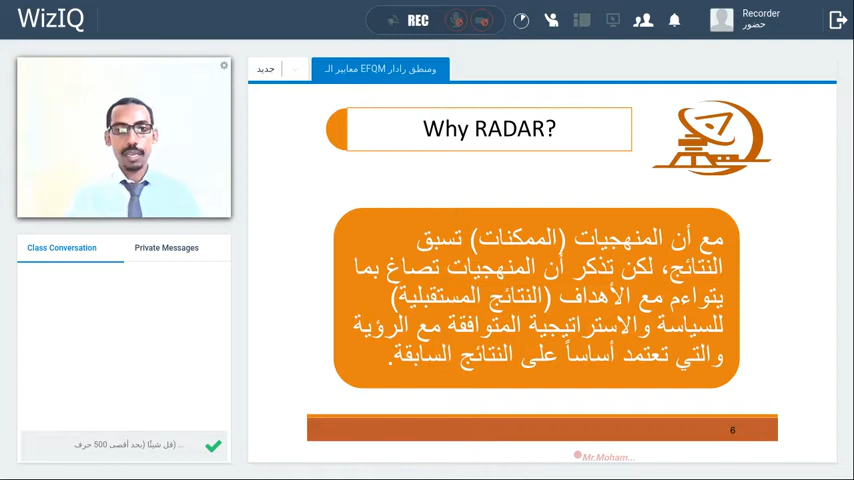 WizIQ
REC
Recorder
حضور
جديد
ومنطق رادار EFQM معايير الـ
Why RADAR?
مع أن المنهجيات (الممكنات) تسبق
النتائج، لكن تذكر أن المنهجيات تصاغ بما
يتواءم مع الأهداف (النتائج المستقبلية)
للسياسة والاستراتيجية المتوافقة مع الرؤية
والتي تعتمد أساساً على النتائج السابقة.
6
Mr.Moham...
Class Conversation
Private Messages
... (قل شيئًا (بحد أقصى 500 حرف